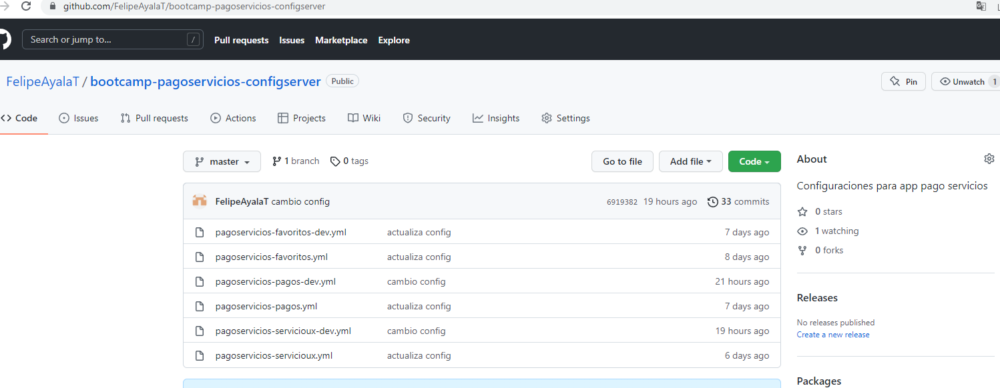 github.com/FelipeAyalaT/bootcamp-pagoservicios-configserver
Search or jump to... /
Pull requests Issues Marketplace Explore
FelipeAyalaT / bootcamp-pagoservicios-configserver Public
Pin Unwatch 1
<> Code Issues Pull requests Actions Projects Wiki Security Insights Settings
master 1 branch 0 tags Go to file Add file Code
FelipeAyalaT cambio config 6919382 19 hours ago 33 commits
pagoservicios-favoritos-dev.yml actualiza config 7 days ago
pagoservicios-favoritos.yml actualiza config 8 days ago
pagoservicios-pagos-dev.yml cambio config 21 hours ago
pagoservicios-pagos.yml actualiza config 7 days ago
pagoservicios-servicioux-dev.yml cambio config 19 hours ago
pagoservicios-servicioux.yml actualiza config 6 days ago
About
Configuraciones para app pago servicios
0 stars
1 watching
0 forks
Releases
No releases published
Create a new release
Packages